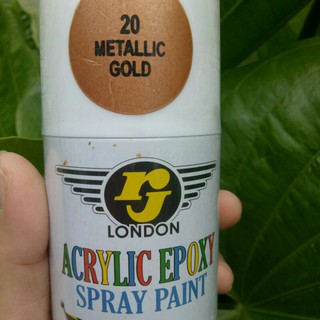 20
METALLIC
GOLD
rj
LONDON
ACRYLIC EPOXY
SPRAY PAINT